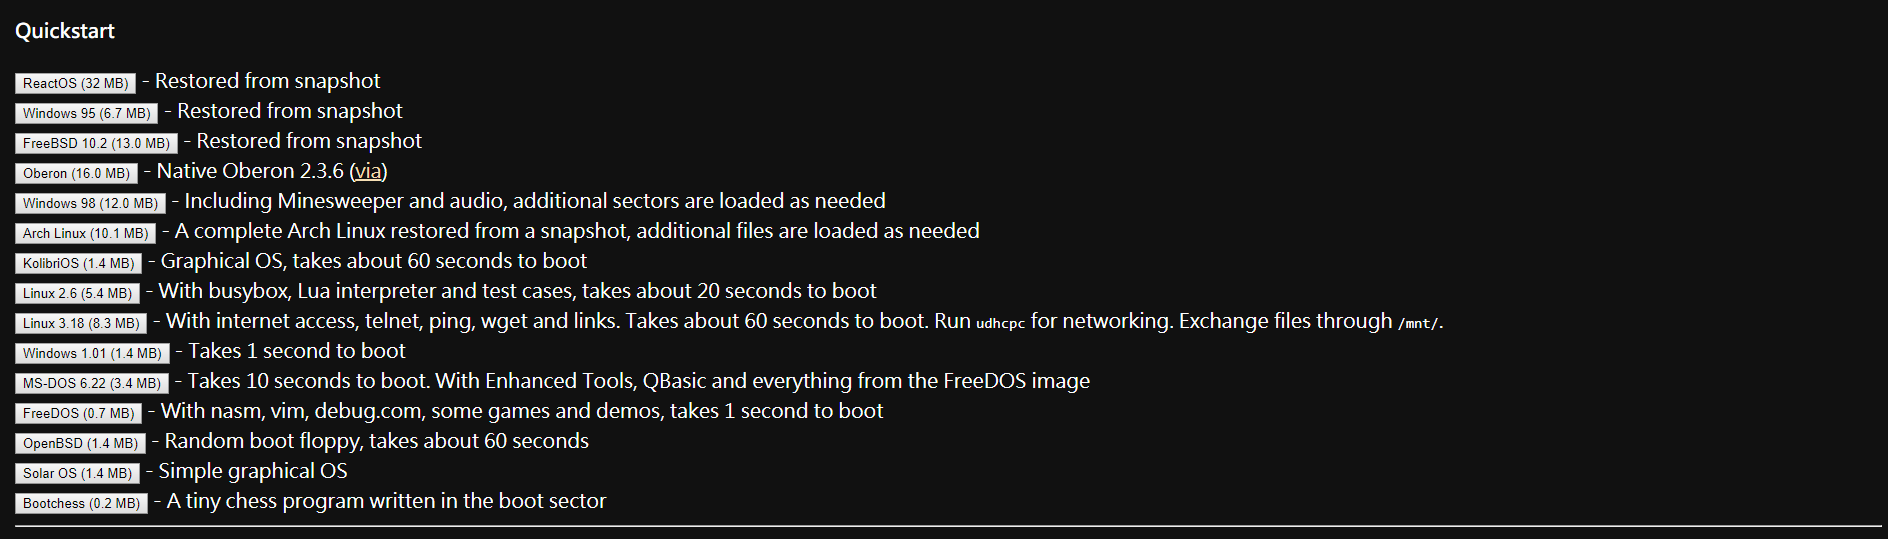 Quickstart
ReactOS (32 MB) - Restored from snapshot
Windows 95 (6.7 MB) - Restored from snapshot
FreeBSD 10.2 (13.0 MB) - Restored from snapshot
Oberon (16.0 MB) - Native Oberon 2.3.6 (via)
Windows 98 (12.0 MB) - Including Minesweeper and audio, additional sectors are loaded as needed
Arch Linux (10.1 MB) - A complete Arch Linux restored from a snapshot, additional files are loaded as needed
KolibriOS (1.4 MB) - Graphical OS, takes about 60 seconds to boot
Linux 2.6 (5.4 MB) - With busybox, Lua interpreter and test cases, takes about 20 seconds to boot
Linux 3.18 (8.3 MB) - With internet access, telnet, ping, wget and links. Takes about 60 seconds to boot. Run udhcpc for networking. Exchange files through /mnt/.
Windows 1.01 (1.4 MB) - Takes 1 second to boot
MS-DOS 6.22 (3.4 MB) - Takes 10 seconds to boot. With Enhanced Tools, QBasic and everything from the FreeDOS image
FreeDOS (0.7 MB) - With nasm, vim, debug.com, some games and demos, takes 1 second to boot
OpenBSD (1.4 MB) - Random boot floppy, takes about 60 seconds
Solar OS (1.4 MB) - Simple graphical OS
Bootchess (0.2 MB) - A tiny chess program written in the boot sector